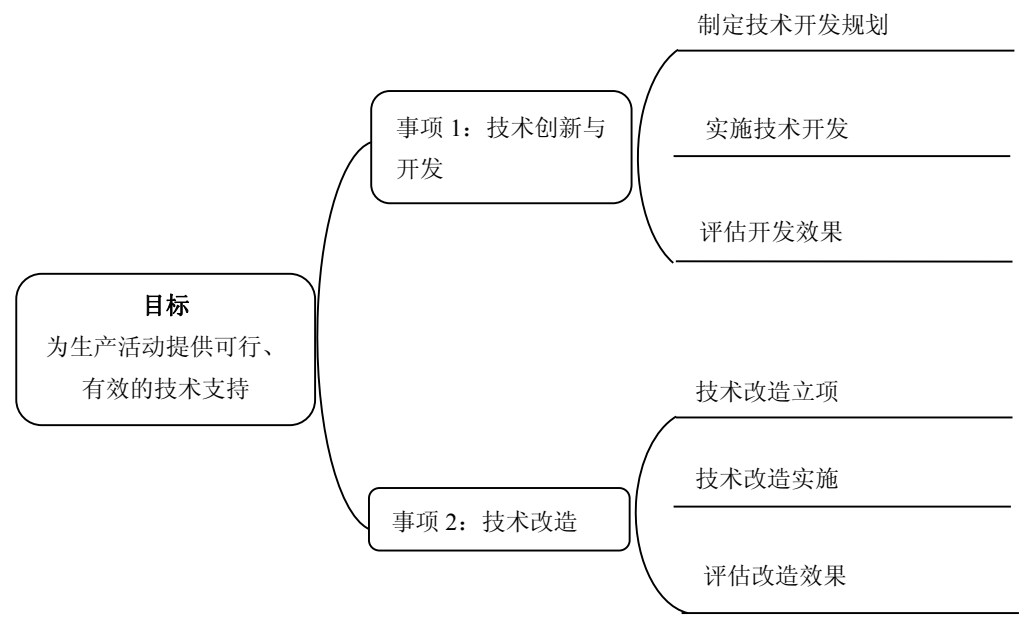 目标
为生产活动提供可行、
有效的技术支持
事项 1：技术创新与
开发
制定技术开发规划
实施技术开发
评估开发效果
事项 2：技术改造
技术改造立项
技术改造实施
评估改造效果